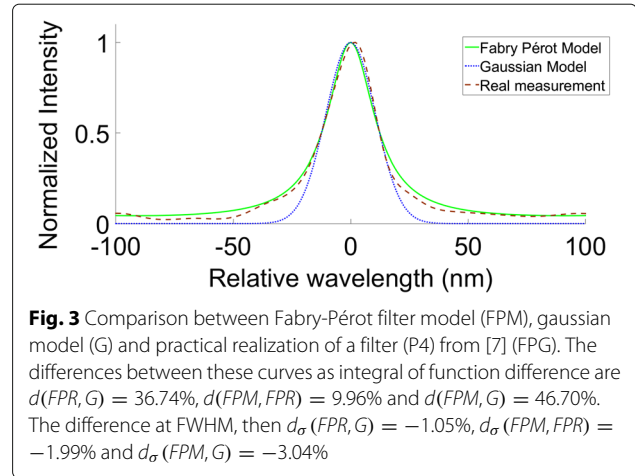 Normalized Intensity
1
0.5
0
-100
-50
0
50
100
Relative wavelength (nm)
Fabry Pérot Model
Gaussian Model
Real measurement
Fig. 3 Comparison between Fabry-Pérot filter model (FPM), gaussian
model (G) and practical realization of a filter (P4) from [7] (FPG). The
differences between these curves as integral of function difference are
d(FPR, G) = 36.74%, d(FPM, FPR) = 9.96% and d(FPM, G) = 46.70%.
The difference at FWHM, then dσ(FPR, G) = −1.05%, dσ(FPM, FPR) =
−1.99% and dσ(FPM, G) = −3.04%